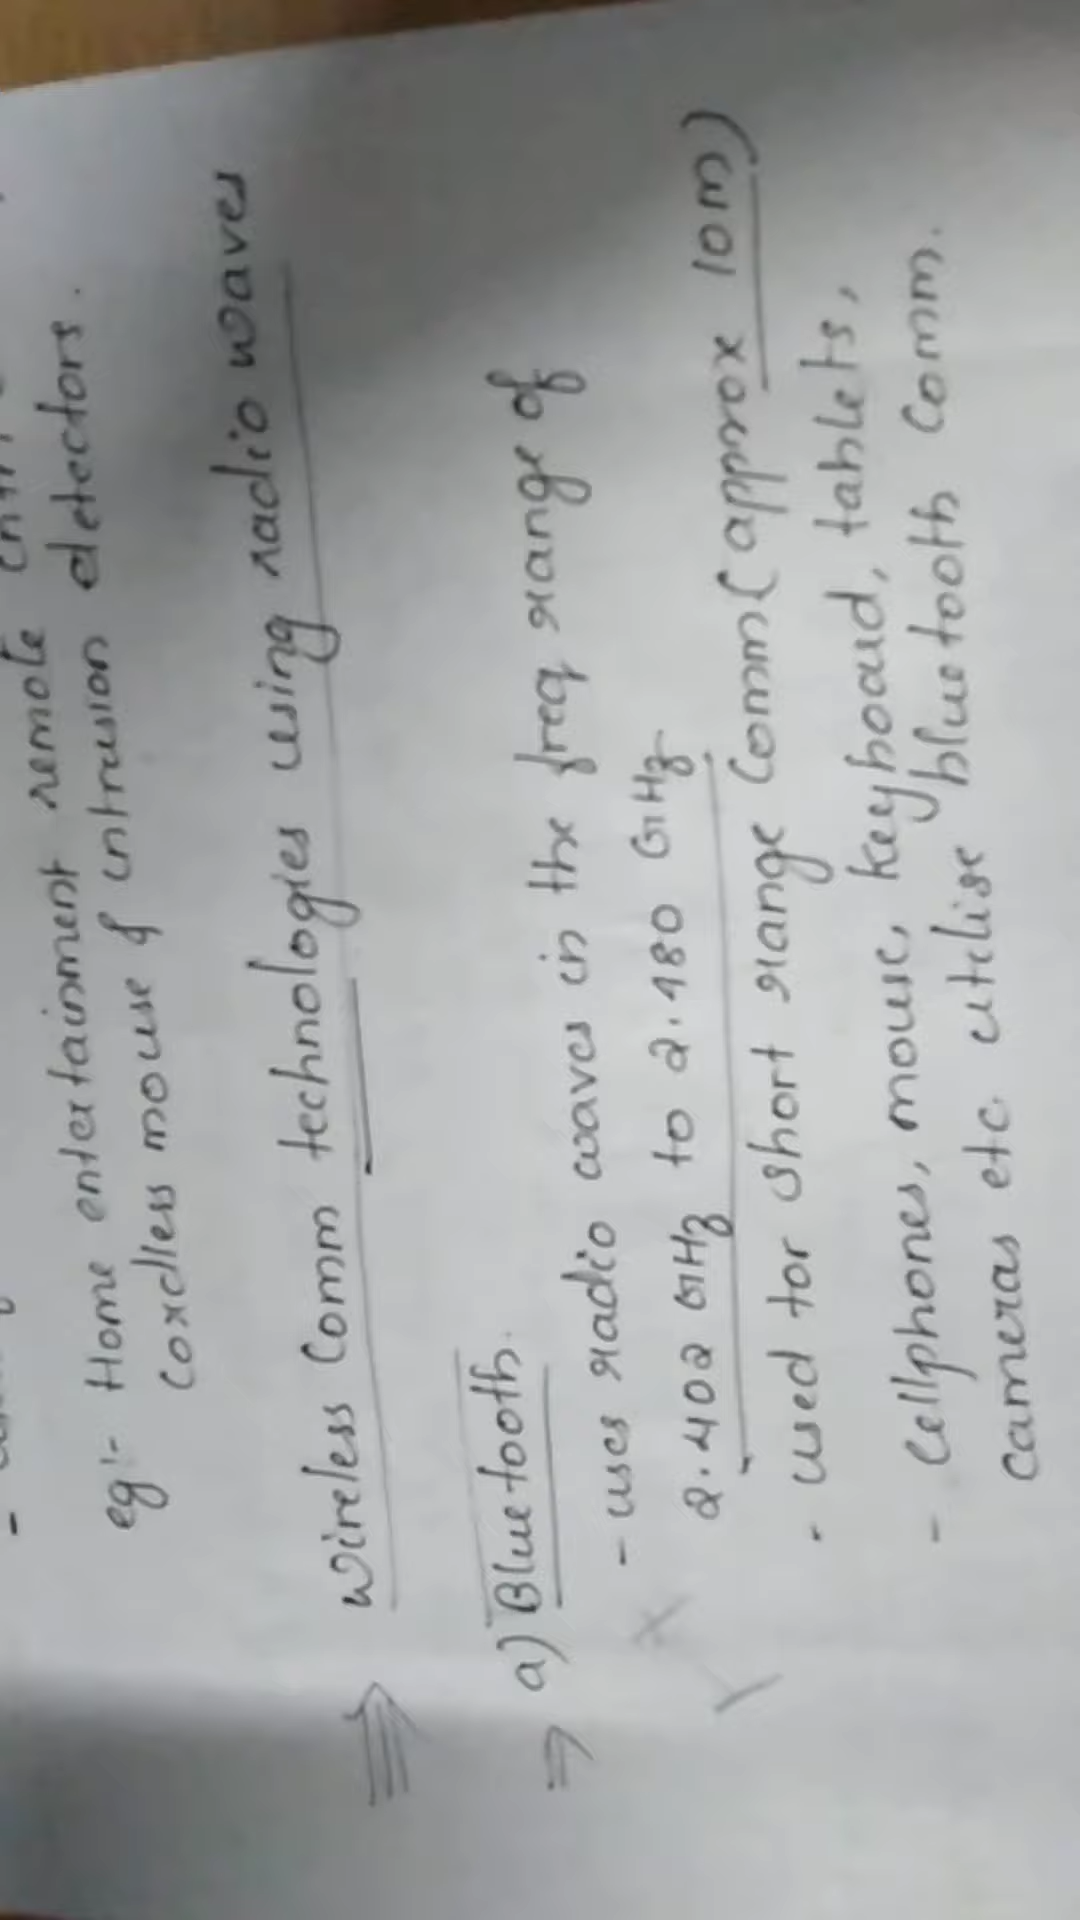 eg:- Home entertainment remote
cordless mouse & intrusion detectors.
⇒ wireless Comm technologies using radio waves
⇒ a) Bluetooth.
- uses radio waves in the freq range of
2.402 GHz to 2.480 GHz
· used for short range Comm (approx 10m)
- Cellphones, mouse, keyboard, tablets,
cameras etc utilise bluetooth comm.